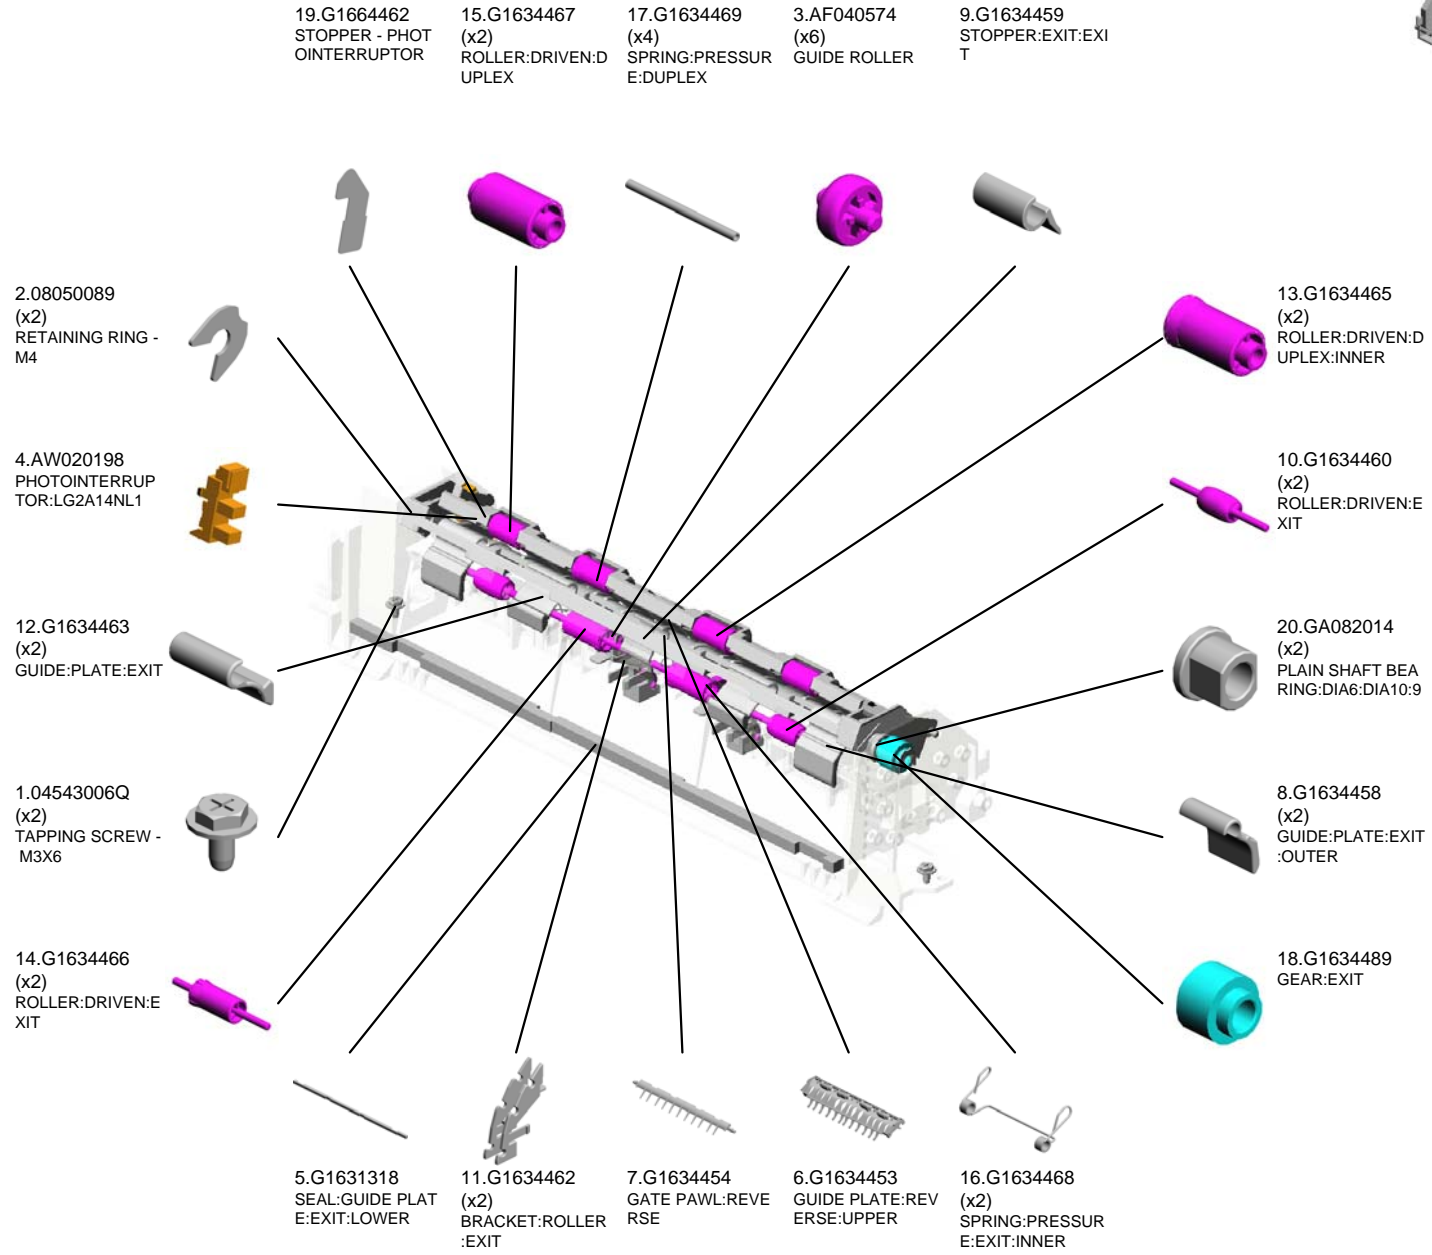 19.G1664462
STOPPER - PHOT
OINTERRUPTOR
15.G1634467
(x2)
ROLLER:DRIVEN:D
UPLEX
17.G1634469
(x4)
SPRING:PRESSUR
E:DUPLEX
3.AF040574
(x6)
GUIDE ROLLER
9.G1634459
STOPPER:EXIT:EXI
T
2.08050089
(x2)
RETAINING RING -
M4
13.G1634465
(x2)
ROLLER:DRIVEN:D
UPLEX:INNER
4.AW020198
PHOTOINTERRUP
TOR:LG2A14NL1
10.G1634460
(x2)
ROLLER:DRIVEN:E
XIT
12.G1634463
(x2)
GUIDE:PLATE:EXIT
20.GA082014
(x2)
PLAIN SHAFT BEA
RING:DIA6:DIA10:9
1.04543006Q
(x2)
TAPPING SCREW -
M3X6
8.G1634458
(x2)
GUIDE:PLATE:EXIT
:OUTER
14.G1634466
(x2)
ROLLER:DRIVEN:E
XIT
18.G1634489
GEAR:EXIT
5.G1631318
SEAL:GUIDE PLAT
E:EXIT:LOWER
11.G1634462
(x2)
BRACKET:ROLLER
:EXIT
7.G1634454
GATE PAWL:REVE
RSE
6.G1634453
GUIDE PLATE:REV
ERSE:UPPER
16.G1634468
(x2)
SPRING:PRESSUR
E:EXIT:INNER